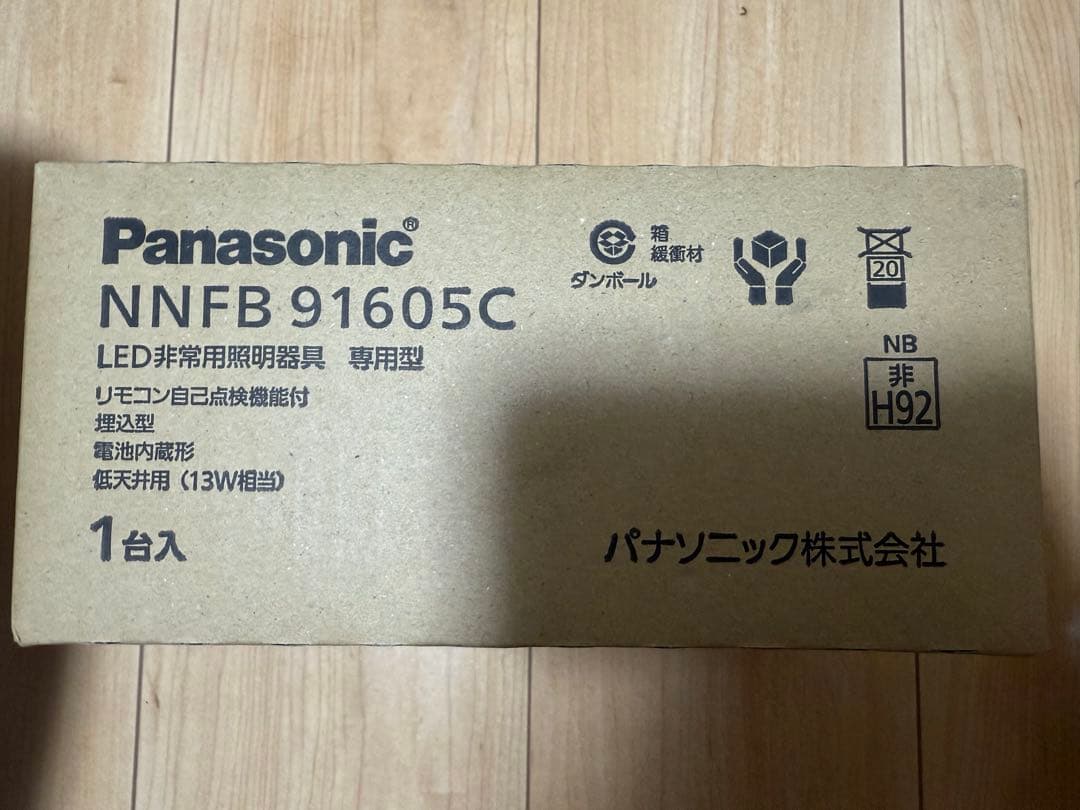 Panasonic®
NNFB 91605C
LED非常用照明器具 専用型
リモコン自己点検機能付
埋込型
電池内蔵形
低天井用（13W相当）
1台入
箱
緩衝材
ダンボール
20
NB
非
H92
パナソニック株式会社